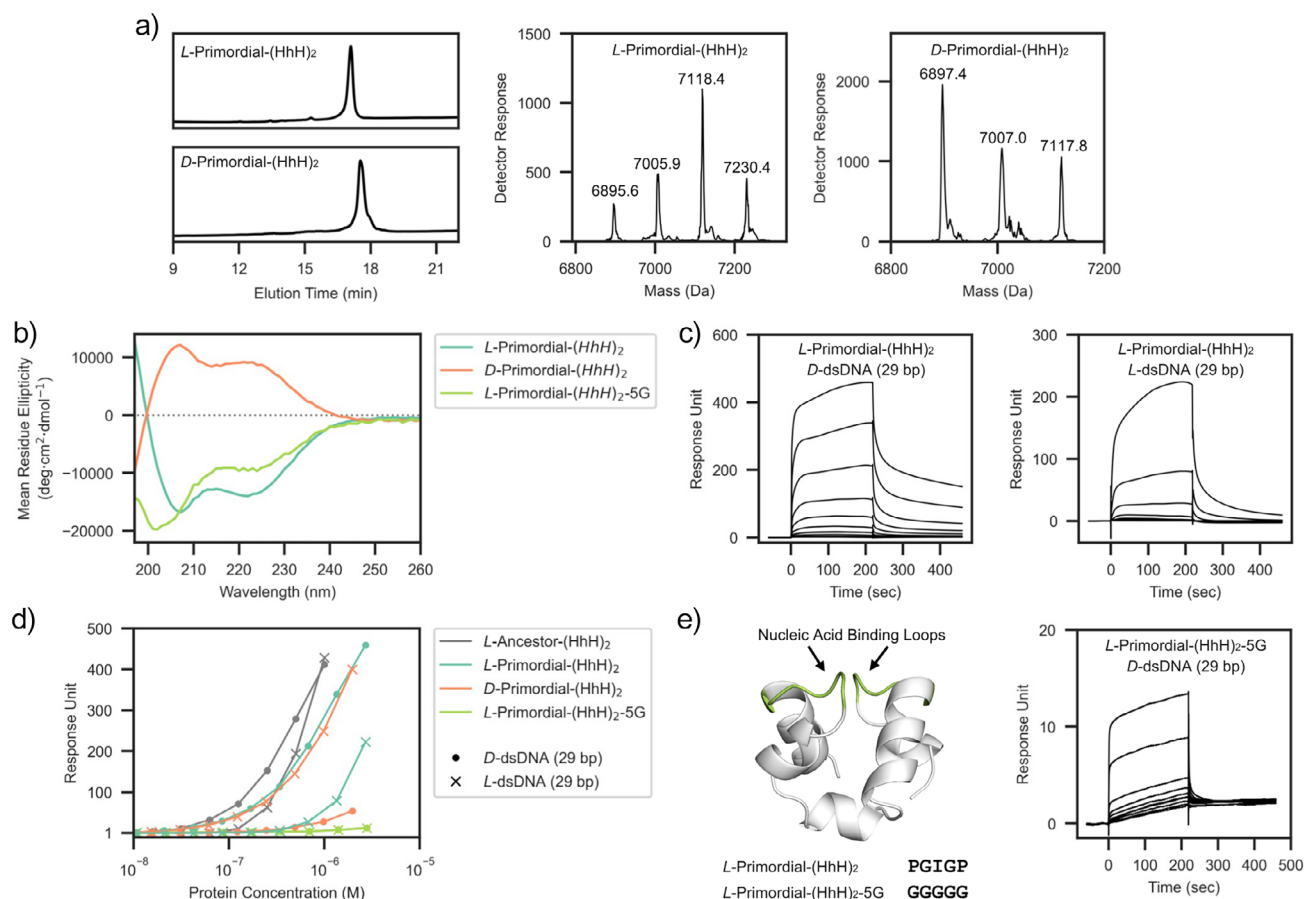 a)
L-Primordial-(HhH)2
D-Primordial-(HhH)2
9 12 15 18 21
Elution Time (min)
1500
1000
500
0
Detector Response
L-Primordial-(HhH)2
7118.4
7005.9
7230.4
6895.6
6800 7000 7200
Mass (Da)
2000
1000
0
Detector Response
D-Primordial-(HhH)2
6897.4
7007.0
7117.8
6800 7000 7200
Mass (Da)
b)
10000
0
−10000
−20000
Mean Residue Ellipticity
(deg·cm2·dmol−1)
200 210 220 230 240 250 260
Wavelength (nm)
L-Primordial-(HhH)2
D-Primordial-(HhH)2
L-Primordial-(HhH)2-5G
c)
600
400
200
0
Response Unit
L-Primordial-(HhH)2
D-dsDNA (29 bp)
0 100 200 300 400
Time (sec)
300
200
100
0
Response Unit
L-Primordial-(HhH)2
L-dsDNA (29 bp)
0 100 200 300 400
Time (sec)
d)
500
400
300
200
100
1
Response Unit
10−8 10−7 10−6 10−5
Protein Concentration (M)
L-Ancestor-(HhH)2
L-Primordial-(HhH)2
D-Primordial-(HhH)2
L-Primordial-(HhH)2-5G
D-dsDNA (29 bp)
L-dsDNA (29 bp)
e)
Nucleic Acid Binding Loops
L-Primordial-(HhH)2 PGIGP
L-Primordial-(HhH)2-5G GGGGG
20
10
0
Response Unit
L-Primordial-(HhH)2-5G
D-dsDNA (29 bp)
0 100 200 300 400 500
Time (sec)